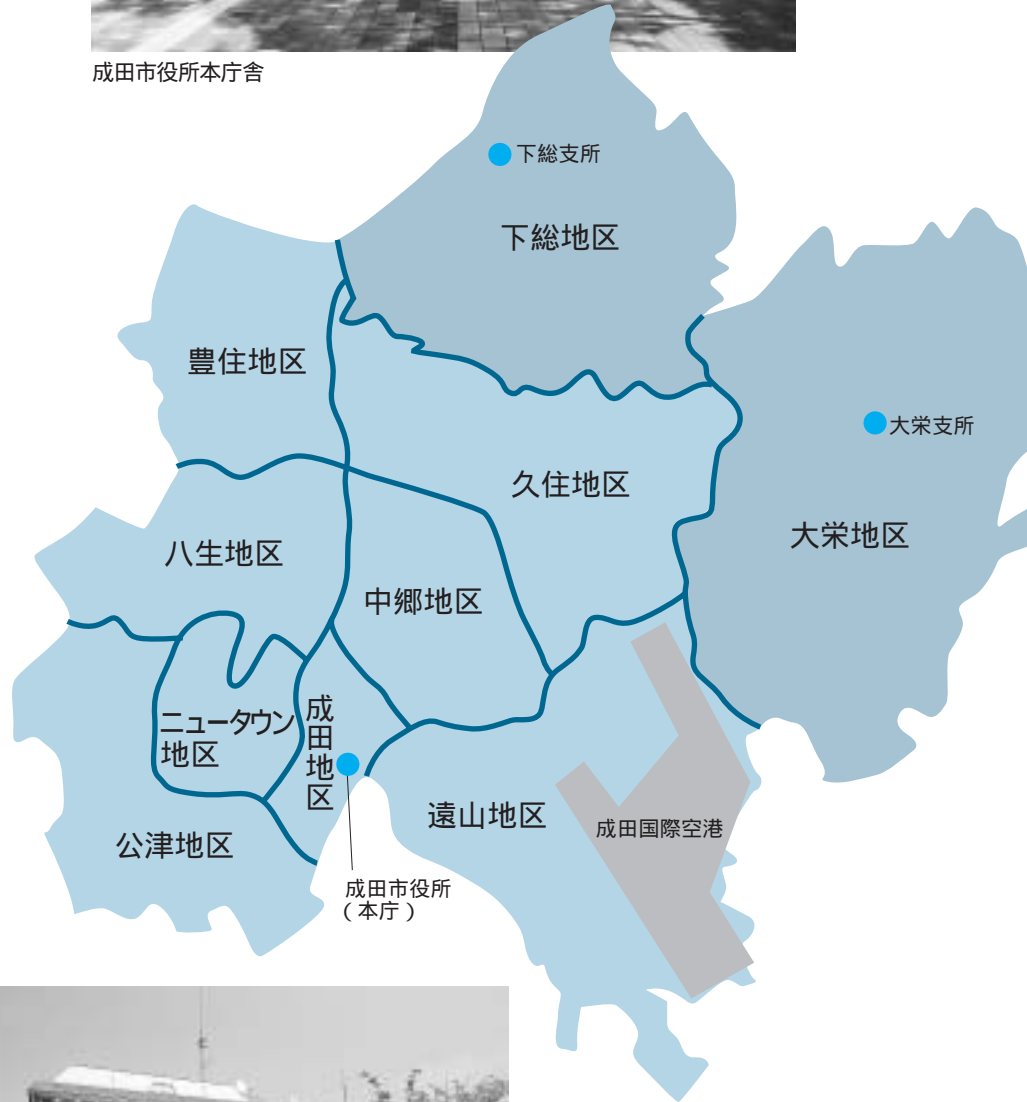 成田市役所本庁舎
下総支所
下総地区
豊住地区
大栄支所
久住地区
大栄地区
八生地区
中郷地区
ニュータウン
地区
成田地区
遠山地区
成田国際空港
公津地区
成田市役所
(本庁)